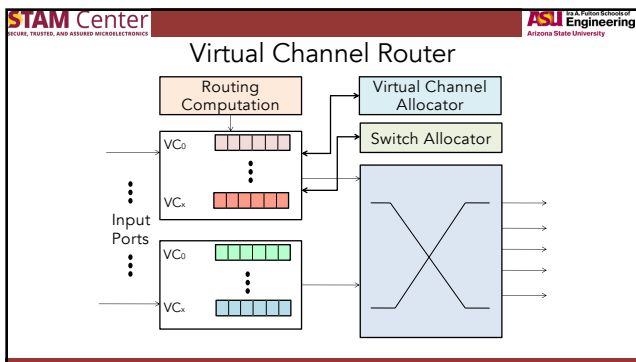 STAM Center
SECURE, TRUSTED, AND ASSURED MICROELECTRONICS
ASU Ira A. Fulton Schools of
Engineering
Arizona State University
Virtual Channel Router
Routing
Computation
Virtual Channel
Allocator
Switch Allocator
VC0
VCx
Input
Ports
VC0
VCx